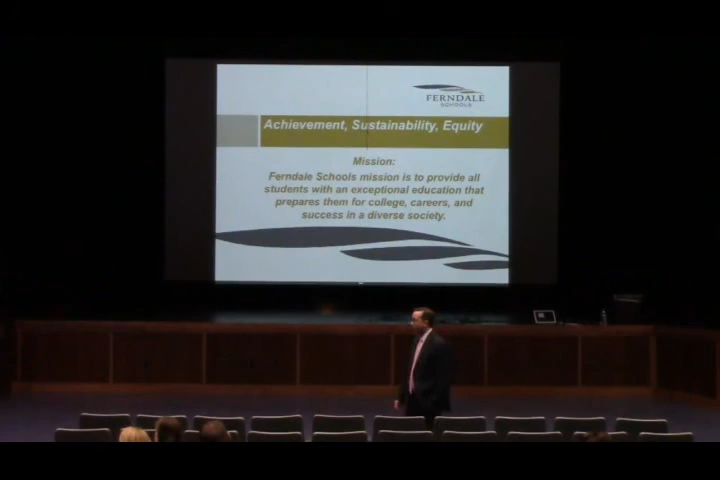 FERNDALE
SCHOOLS
Achievement, Sustainability, Equity
Mission:
Ferndale Schools mission is to provide all
students with an exceptional education that
prepares them for college, careers, and
success in a diverse society.